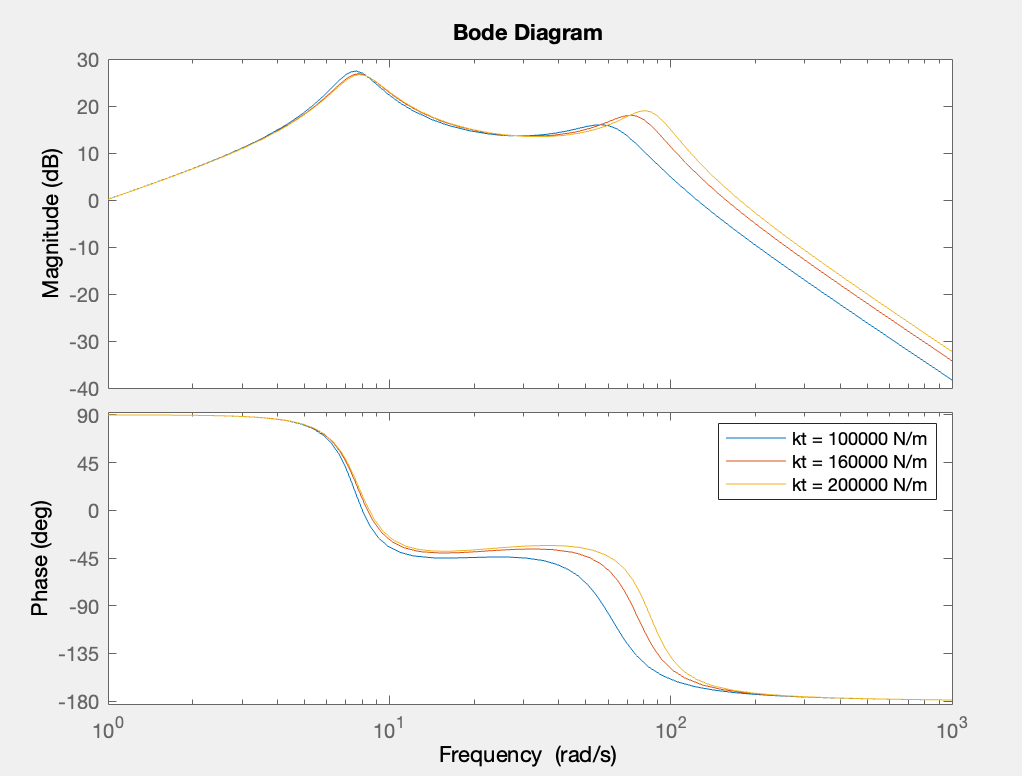 Bode Diagram
30
20
10
0
-10
-20
-30
-40
Magnitude (dB)
90
45
0
-45
-90
-135
-180
Phase (deg)
kt = 100000 N/m
kt = 160000 N/m
kt = 200000 N/m
10^0 10^1 10^2 10^3
Frequency (rad/s)